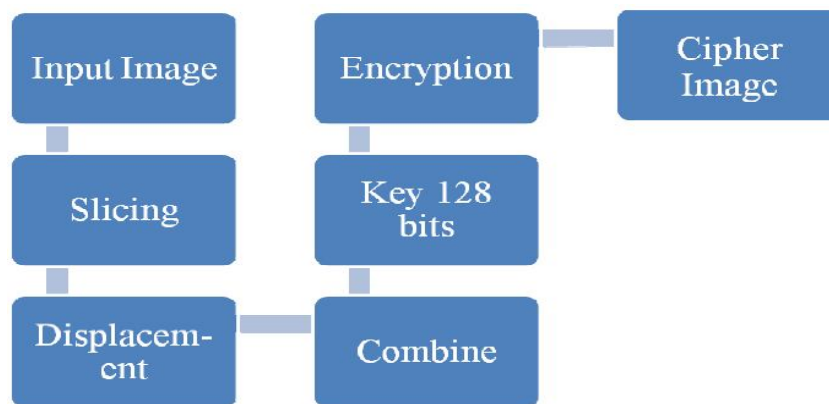 Input Image
Slicing
Displacem-
ent
Combine
Key 128
bits
Encryption
Cipher
Image